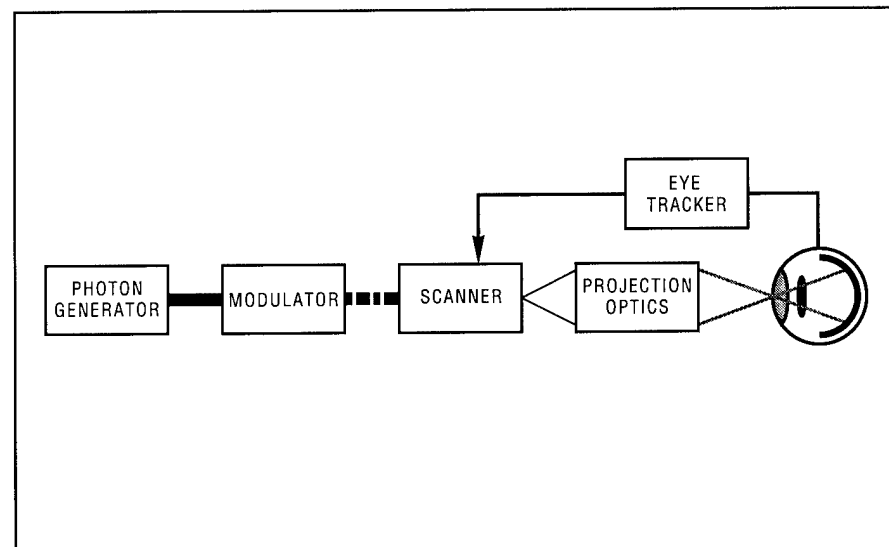 EYE
TRACKER
PHOTON
GENERATOR
MODULATOR
SCANNER
PROJECTION
OPTICS